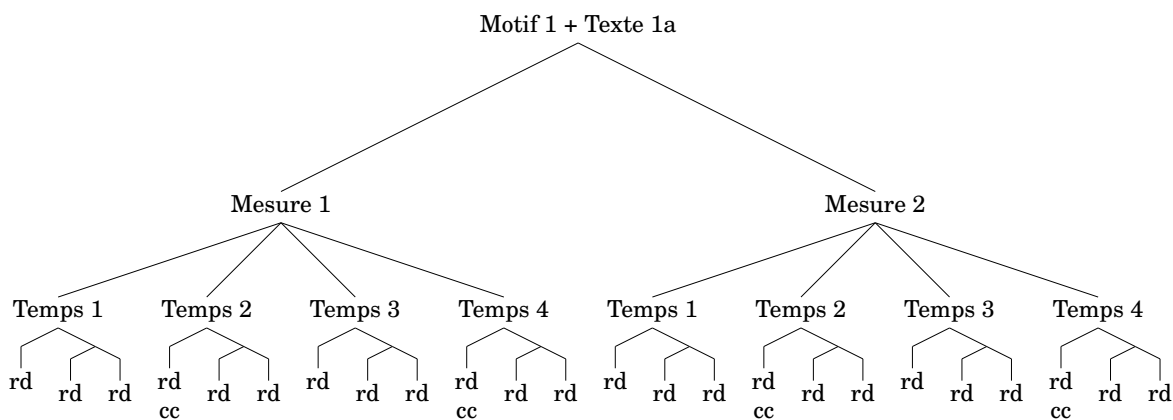 Motif 1 + Texte 1a
Mesure 1 Mesure 2
Temps 1 Temps 2 Temps 3 Temps 4 Temps 1 Temps 2 Temps 3 Temps 4
rd rd rd rd rd rd rd rd rd rd rd rd rd rd rd rd rd rd rd rd rd rd rd rd
cc cc cc cc